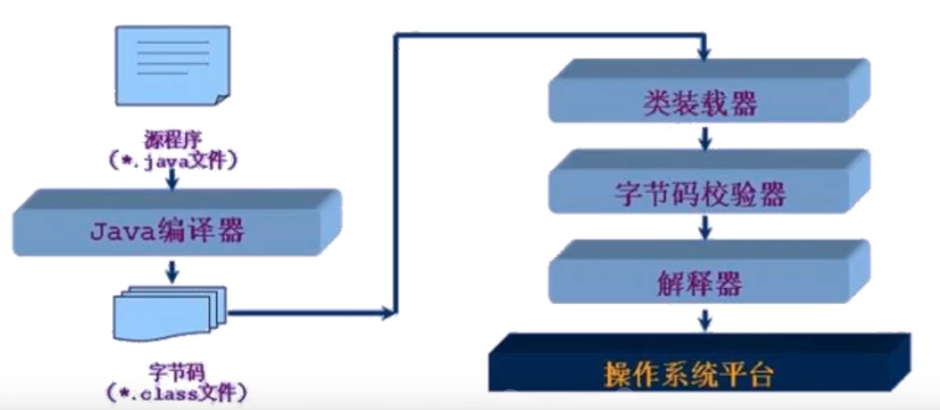 源程序
(*.java文件)
Java编译器
字节码
(*.class文件)
类装载器
字节码校验器
解释器
操作系统平台